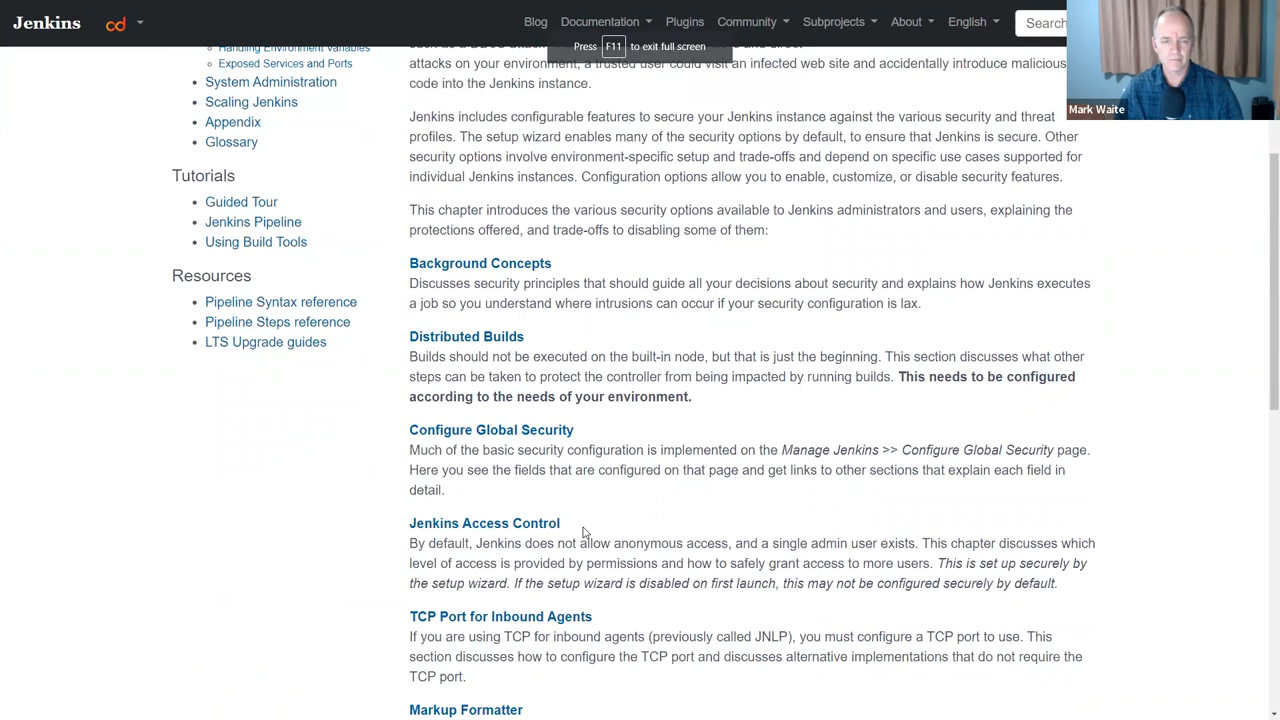 Jenkins
cd
Blog
Documentation
Plugins
Community
Subprojects
About
English
Search
Press F11 to exit full screen
Mark Waite
Handling Environment Variables
Exposed Services and Ports
System Administration
Scaling Jenkins
Appendix
Glossary
Tutorials
Guided Tour
Jenkins Pipeline
Using Build Tools
Resources
Pipeline Syntax reference
Pipeline Steps reference
LTS Upgrade guides
attacks on your environment, a trusted user could visit an infected web site and accidentally introduce malicious
code into the Jenkins instance.
Jenkins includes configurable features to secure your Jenkins instance against the various security and threat
profiles. The setup wizard enables many of the security options by default, to ensure that Jenkins is secure. Other
security options involve environment-specific setup and trade-offs and depend on specific use cases supported for
individual Jenkins instances. Configuration options allow you to enable, customize, or disable security features.
This chapter introduces the various security options available to Jenkins administrators and users, explaining the
protections offered, and trade-offs to disabling some of them:
Background Concepts
Discusses security principles that should guide all your decisions about security and explains how Jenkins executes
a job so you understand where intrusions can occur if your security configuration is lax.
Distributed Builds
Builds should not be executed on the built-in node, but that is just the beginning. This section discusses what other
steps can be taken to protect the controller from being impacted by running builds. This needs to be configured
according to the needs of your environment.
Configure Global Security
Much of the basic security configuration is implemented on the Manage Jenkins >> Configure Global Security page.
Here you see the fields that are configured on that page and get links to other sections that explain each field in
detail.
Jenkins Access Control
By default, Jenkins does not allow anonymous access, and a single admin user exists. This chapter discusses which
level of access is provided by permissions and how to safely grant access to more users. This is set up securely by
the setup wizard. If the setup wizard is disabled on first launch, this may not be configured securely by default.
TCP Port for Inbound Agents
If you are using TCP for inbound agents (previously called JNLP), you must configure a TCP port to use. This
section discusses how to configure the TCP port and discusses alternative implementations that do not require the
TCP port.
Markup Formatter